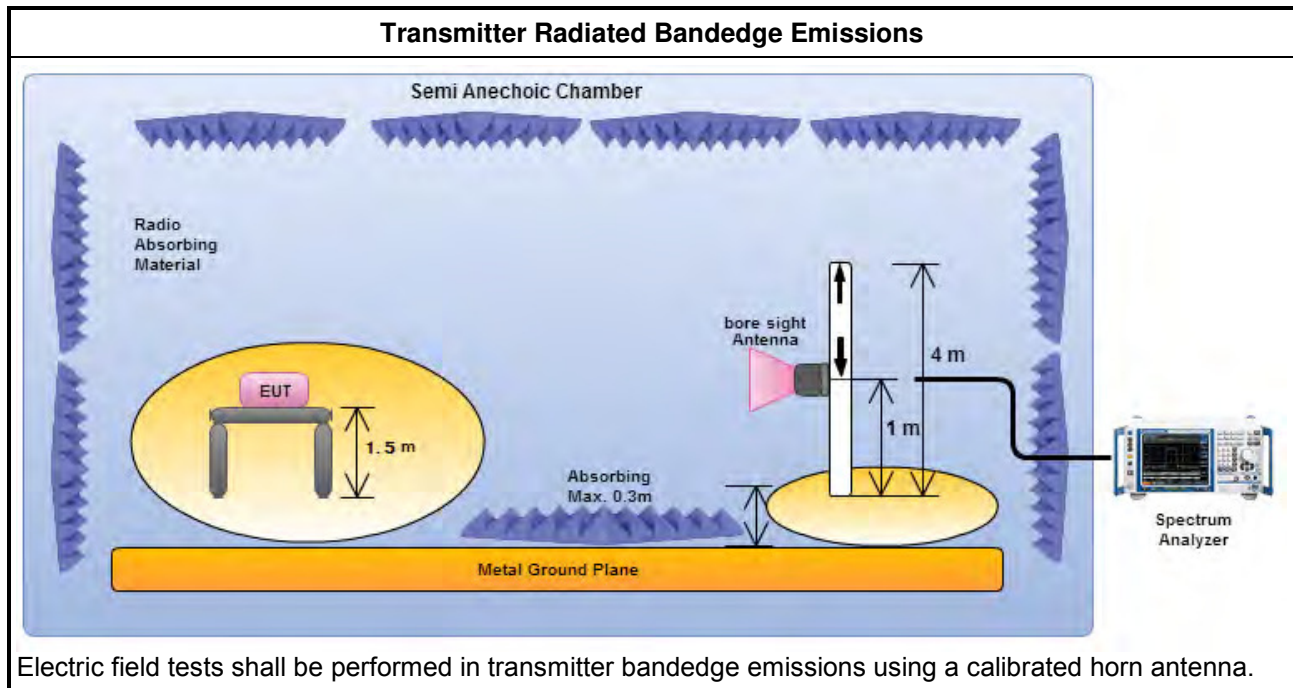 Transmitter Radiated Bandedge Emissions
Semi Anechoic Chamber
Radio
Absorbing
Material
bore sight
Antenna
4 m
EUT
1.5 m
1 m
Absorbing
Max. 0.3m
Spectrum
Analyzer
Metal Ground Plane
Electric field tests shall be performed in transmitter bandedge emissions using a calibrated horn antenna.